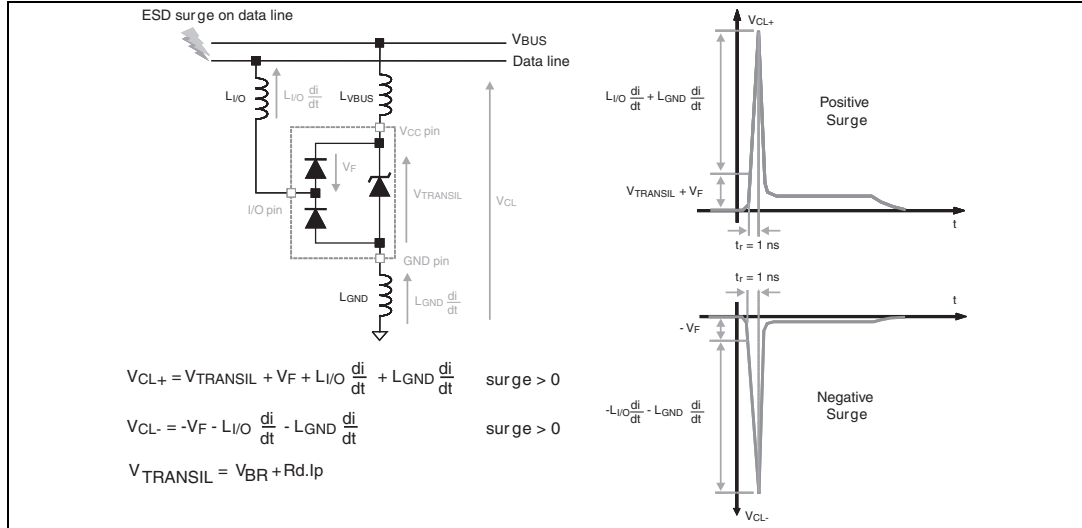 ESD surge on data line
VBUS
Data line
LI/O
LI/O di/dt
LVBUS
VCC pin
VF
VTRANSIL
VCL
I/O pin
GND pin
LGND
LGND di/dt
VCL+ = VTRANSIL + VF + LI/O di/dt + LGND di/dt surge > 0
VCL- = -VF - LI/O di/dt - LGND di/dt surge > 0
VTRANSIL = VBR + Rd.Ip
VCL+
LI/O di/dt + LGND di/dt
Positive
Surge
VTRANSIL + VF
t
tr = 1 ns
tr = 1 ns
t
- VF
-LI/O di/dt - LGND di/dt
Negative
Surge
VCL-